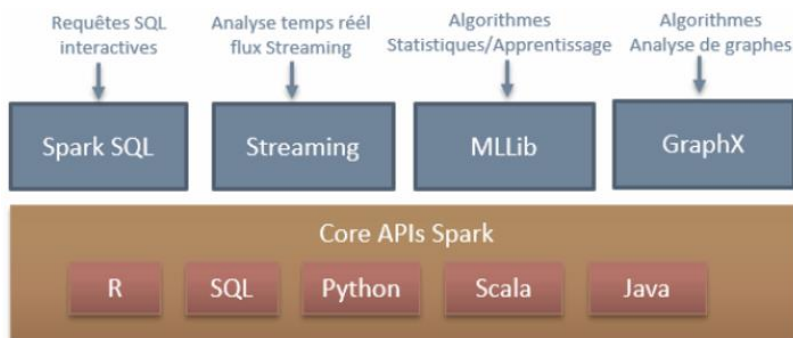 Requêtes SQL
interactives
Analyse temps réél
flux Streaming
Algorithmes
Statistiques/Apprentissage
Algorithmes
Analyse de graphes
Spark SQL
Streaming
MLLib
GraphX
Core APIs Spark
R
SQL
Python
Scala
Java